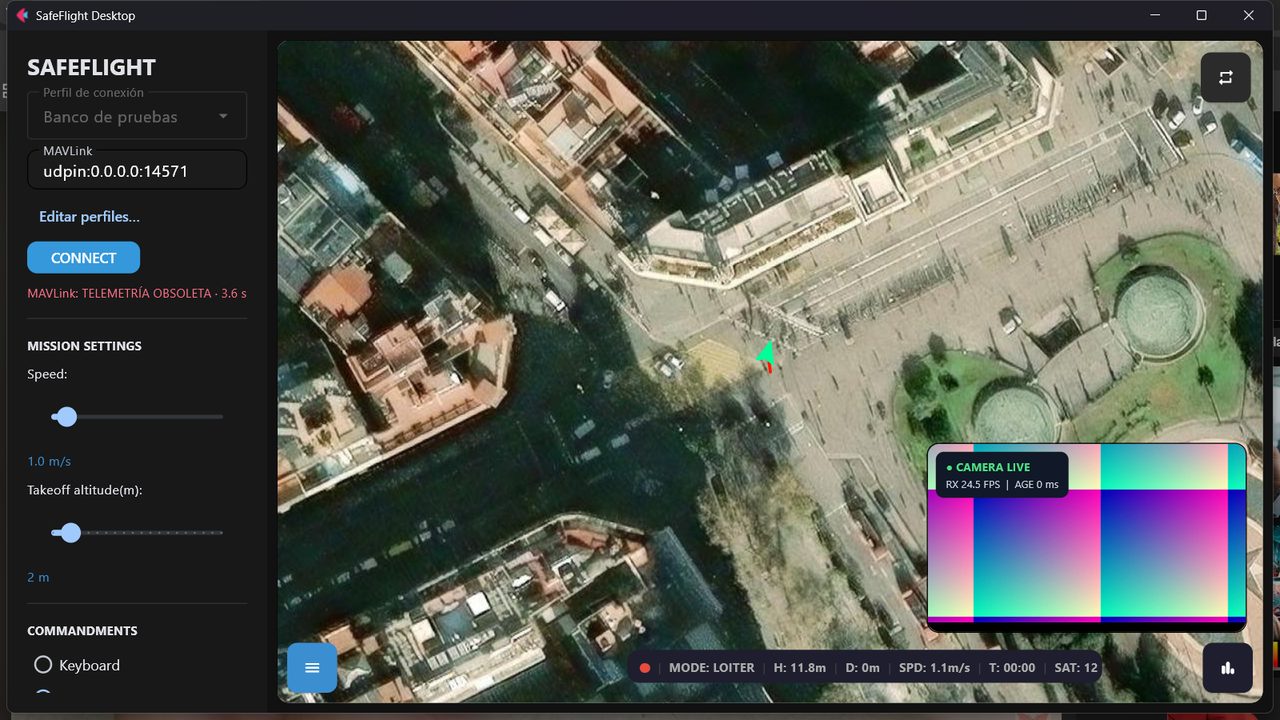 SafeFlight Desktop
SAFEFLIGHT
Perfil de conexión
Banco de pruebas
MAVLink
udpin:0.0.0.0:14571
Editar perfiles...
CONNECT
MAVLink: TELEMETRÍA OBSOLETA · 3.6 s
MISSION SETTINGS
Speed:
1.0 m/s
Takeoff altitude(m):
2 m
COMMANDMENTS
Keyboard
● CAMERA LIVE
RX 24.5 FPS | AGE 0 ms
MODE: LOITER | H: 11.8m | D: 0m | SPD: 1.1m/s | T: 00:00 | SAT: 12